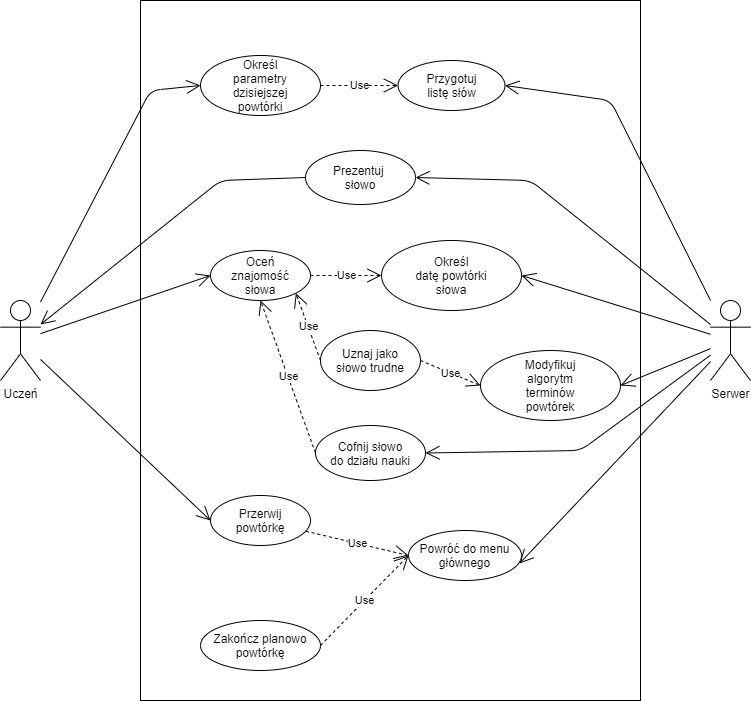 Określ
parametry
dzisiejszej
powtórki
Use
Przygotuj
listę słów
Prezentuj
słowo
Oceń
znajomość
słowa
Use
Określ
datę powtórki
słowa
Use
Uznaj jako
słowo trudne
Use
Modyfikuj
algorytm
terminów
powtórek
Use
Uczeń
Serwer
Cofnij słowo
do działu nauki
Przerwij
powtórkę
Use
Powróć do menu
głównego
Use
Zakończ planowo
powtórkę